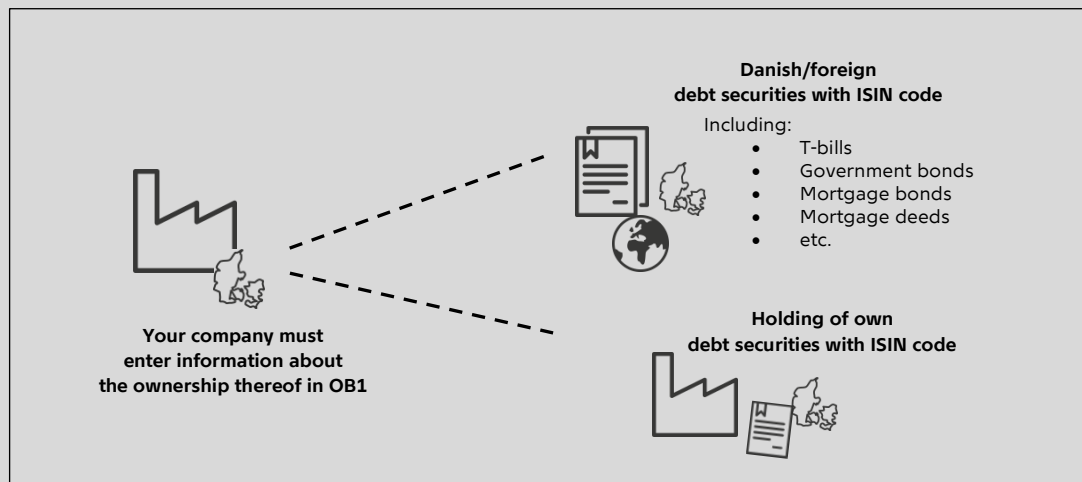 Danish/foreign
debt securities with ISIN code
Including:
• T-bills
• Government bonds
• Mortgage bonds
• Mortgage deeds
• etc.
Your company must
enter information about
the ownership thereof in OB1
Holding of own
debt securities with ISIN code